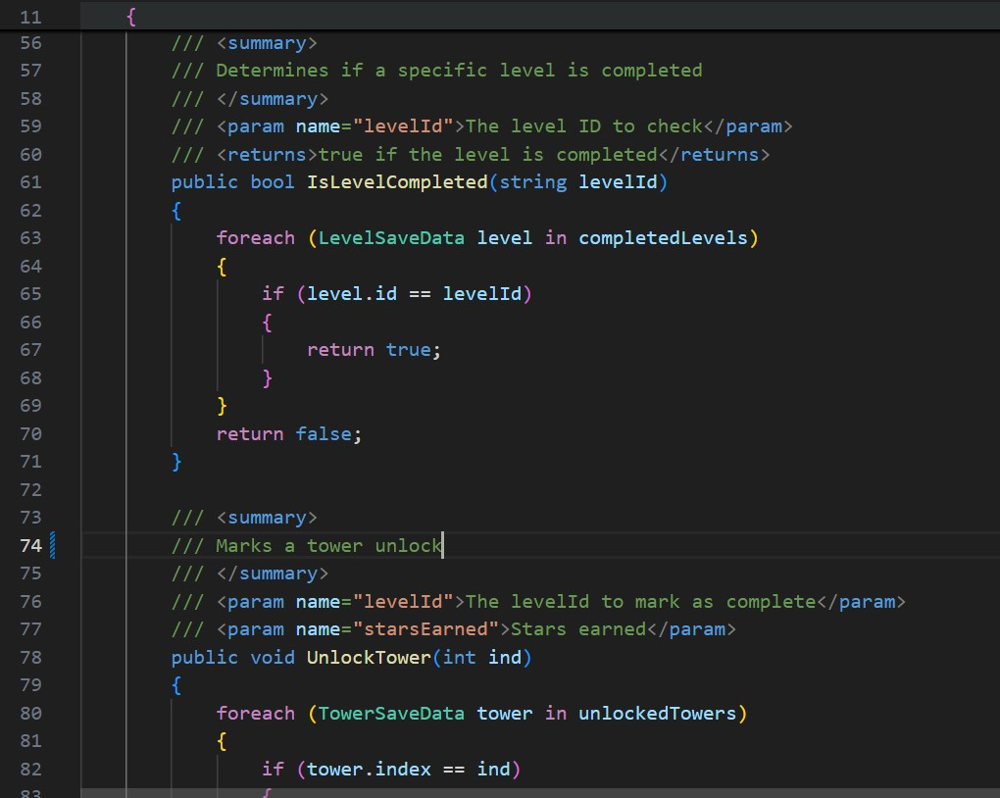 11 {
56 /// <summary>
57 /// Determines if a specific level is completed
58 /// </summary>
59 /// <param name="levelId">The level ID to check</param>
60 /// <returns>true if the level is completed</returns>
61 public bool IsLevelCompleted(string levelId)
62 {
63 foreach (LevelSaveData level in completedLevels)
64 {
65 if (level.id == levelId)
66 {
67 return true;
68 }
69 }
70 return false;
71 }
72
73 /// <summary>
74 /// Marks a tower unlock
75 /// </summary>
76 /// <param name="levelId">The levelId to mark as complete</param>
77 /// <param name="starsEarned">Stars earned</param>
78 public void UnlockTower(int ind)
79 {
80 foreach (TowerSaveData tower in unlockedTowers)
81 {
82 if (tower.index == ind)
83 {